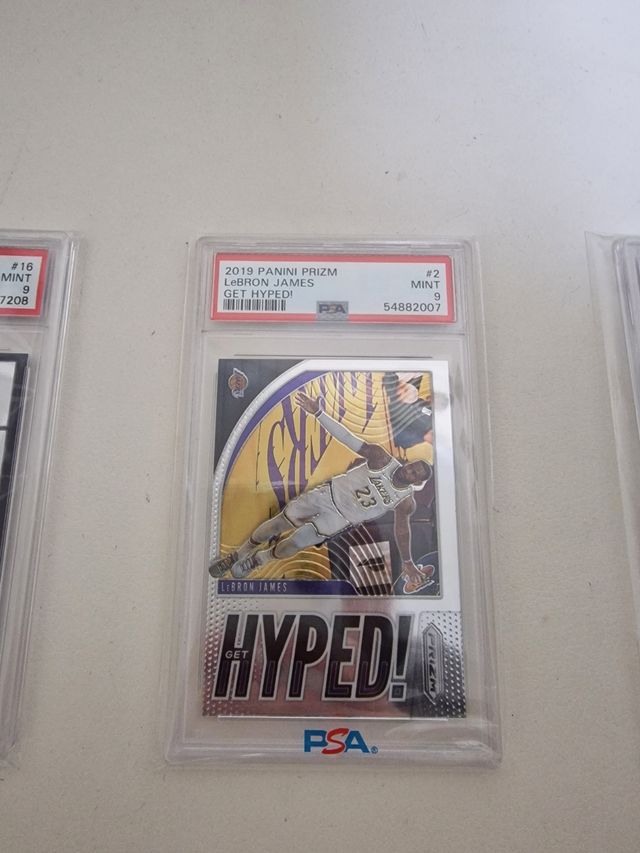 #16
MINT
9
7208
2019 PANINI PRIZM
LeBRON JAMES
GET HYPED!
#2
MINT
9
54882007
PSA
LAKERS
23
LEBRON JAMES
GET
HYPED!
PRIZM
PSA